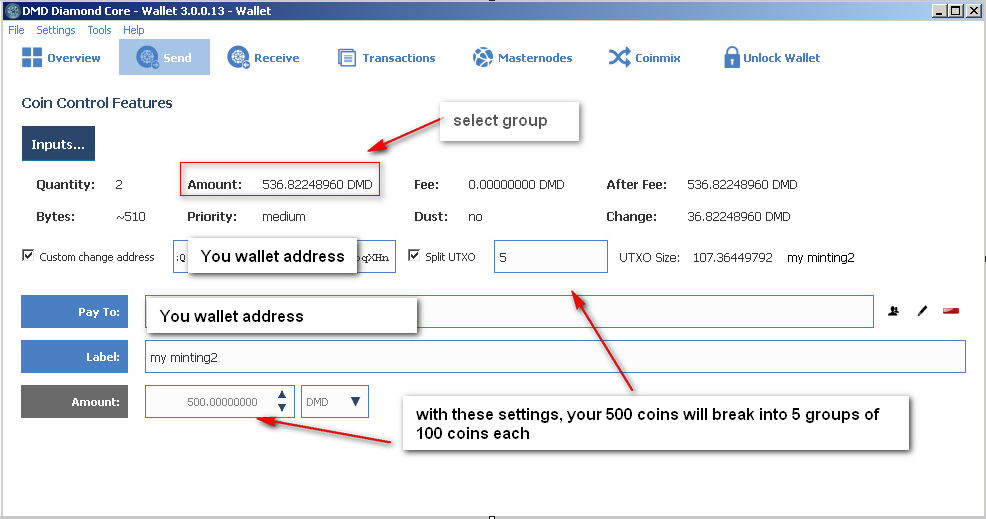 DMD Diamond Core - Wallet 3.0.0.13 - Wallet
File Settings Tools Help
Overview Send Receive Transactions Masternodes Coinmix Unlock Wallet
Coin Control Features
select group
Inputs...
Quantity: 2 Amount: 536.82248960 DMD Fee: 0.00000000 DMD After Fee: 536.82248960 DMD
Bytes: ~510 Priority: medium Dust: no Change: 36.82248960 DMD
Custom change address :Q You wallet address oqXHn Split UTXO 5 UTXO Size: 107.36449792 my minting2
Pay To: You wallet address
Label: my minting2
Amount: 500.00000000 DMD
with these settings, your 500 coins will break into 5 groups of
100 coins each